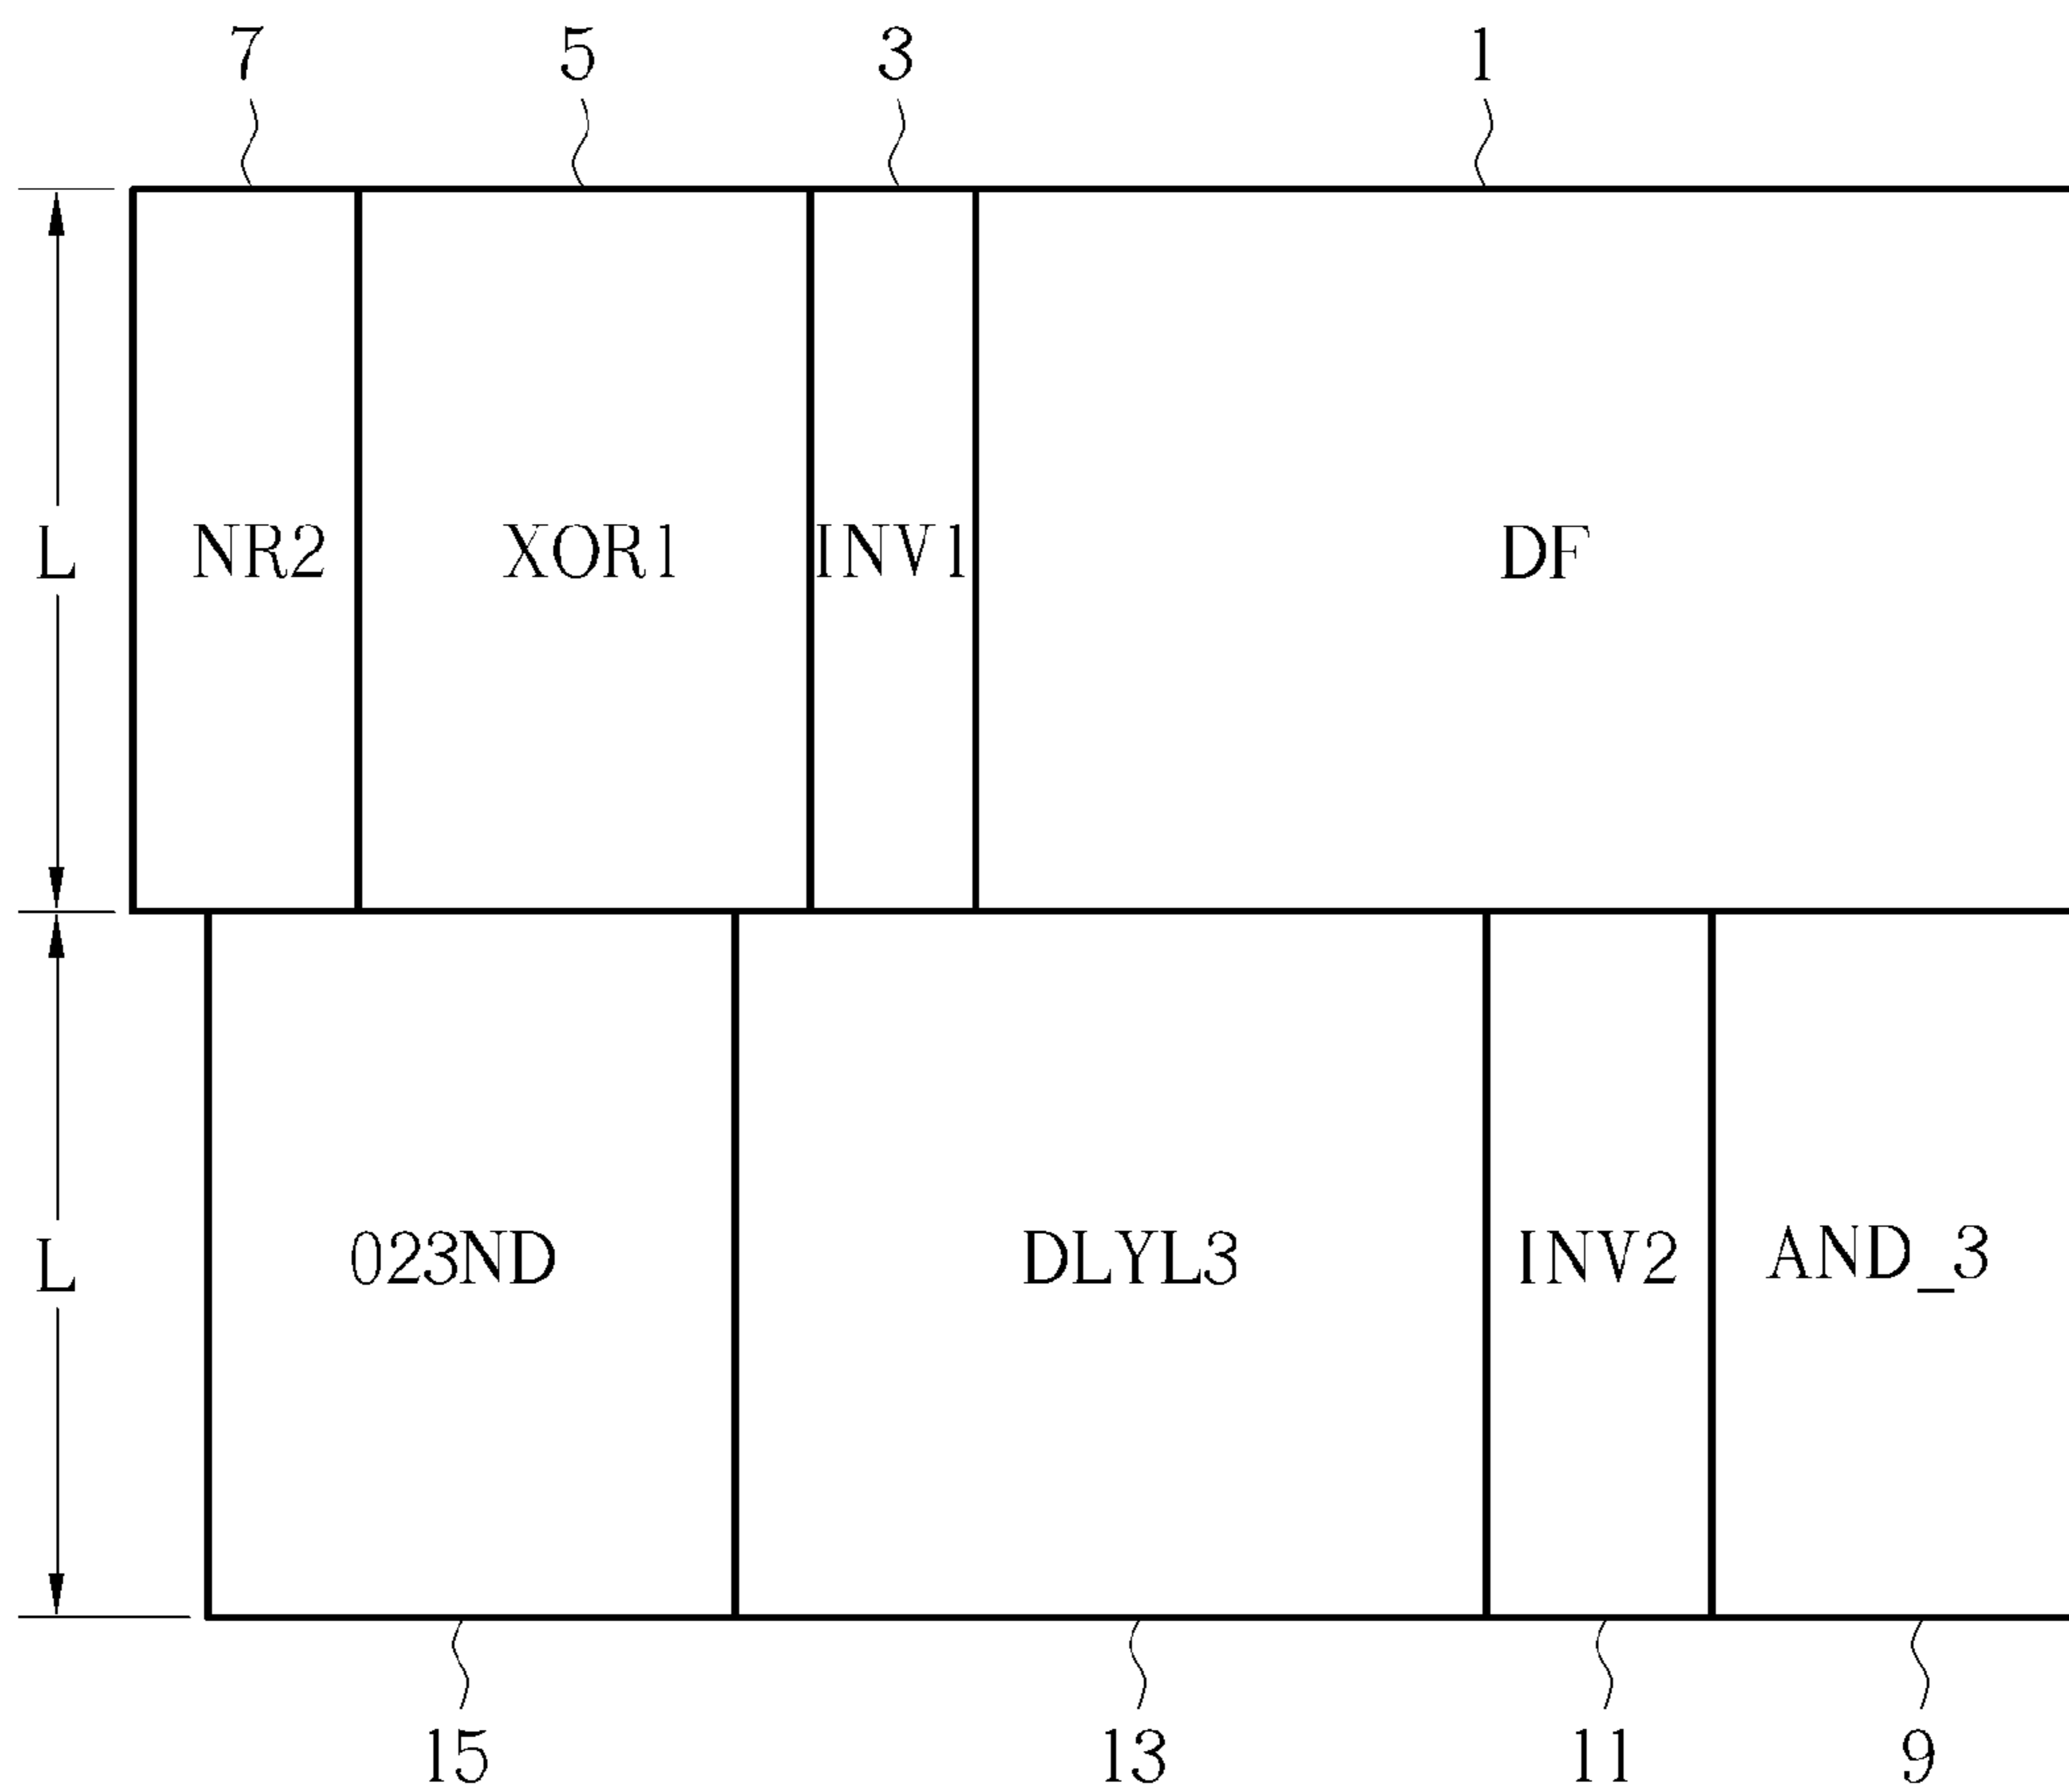 7 5 3 1
L NR2 XOR1 INV1 DF
L 023ND DLYL3 INV2 AND_3
15 13 11 9